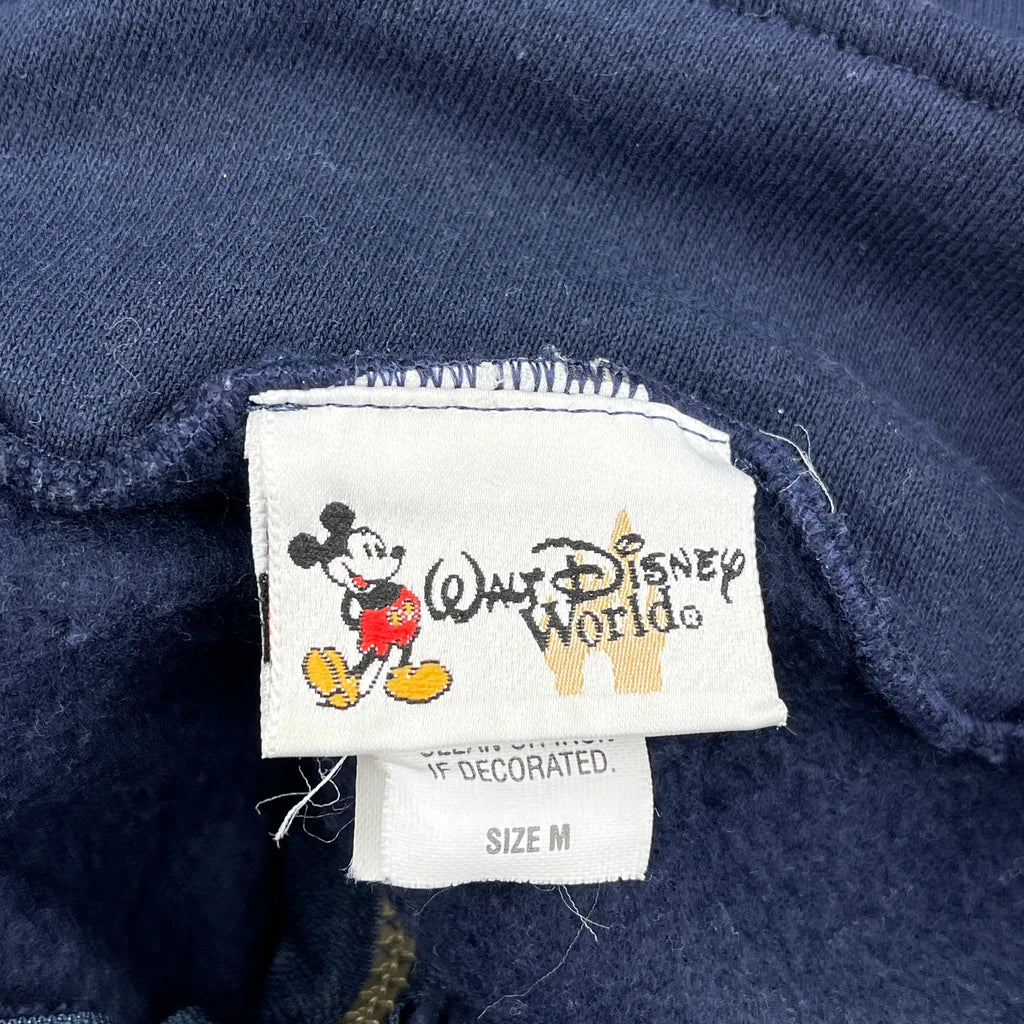 Walt Disney
World®
IF DECORATED.
SIZE M